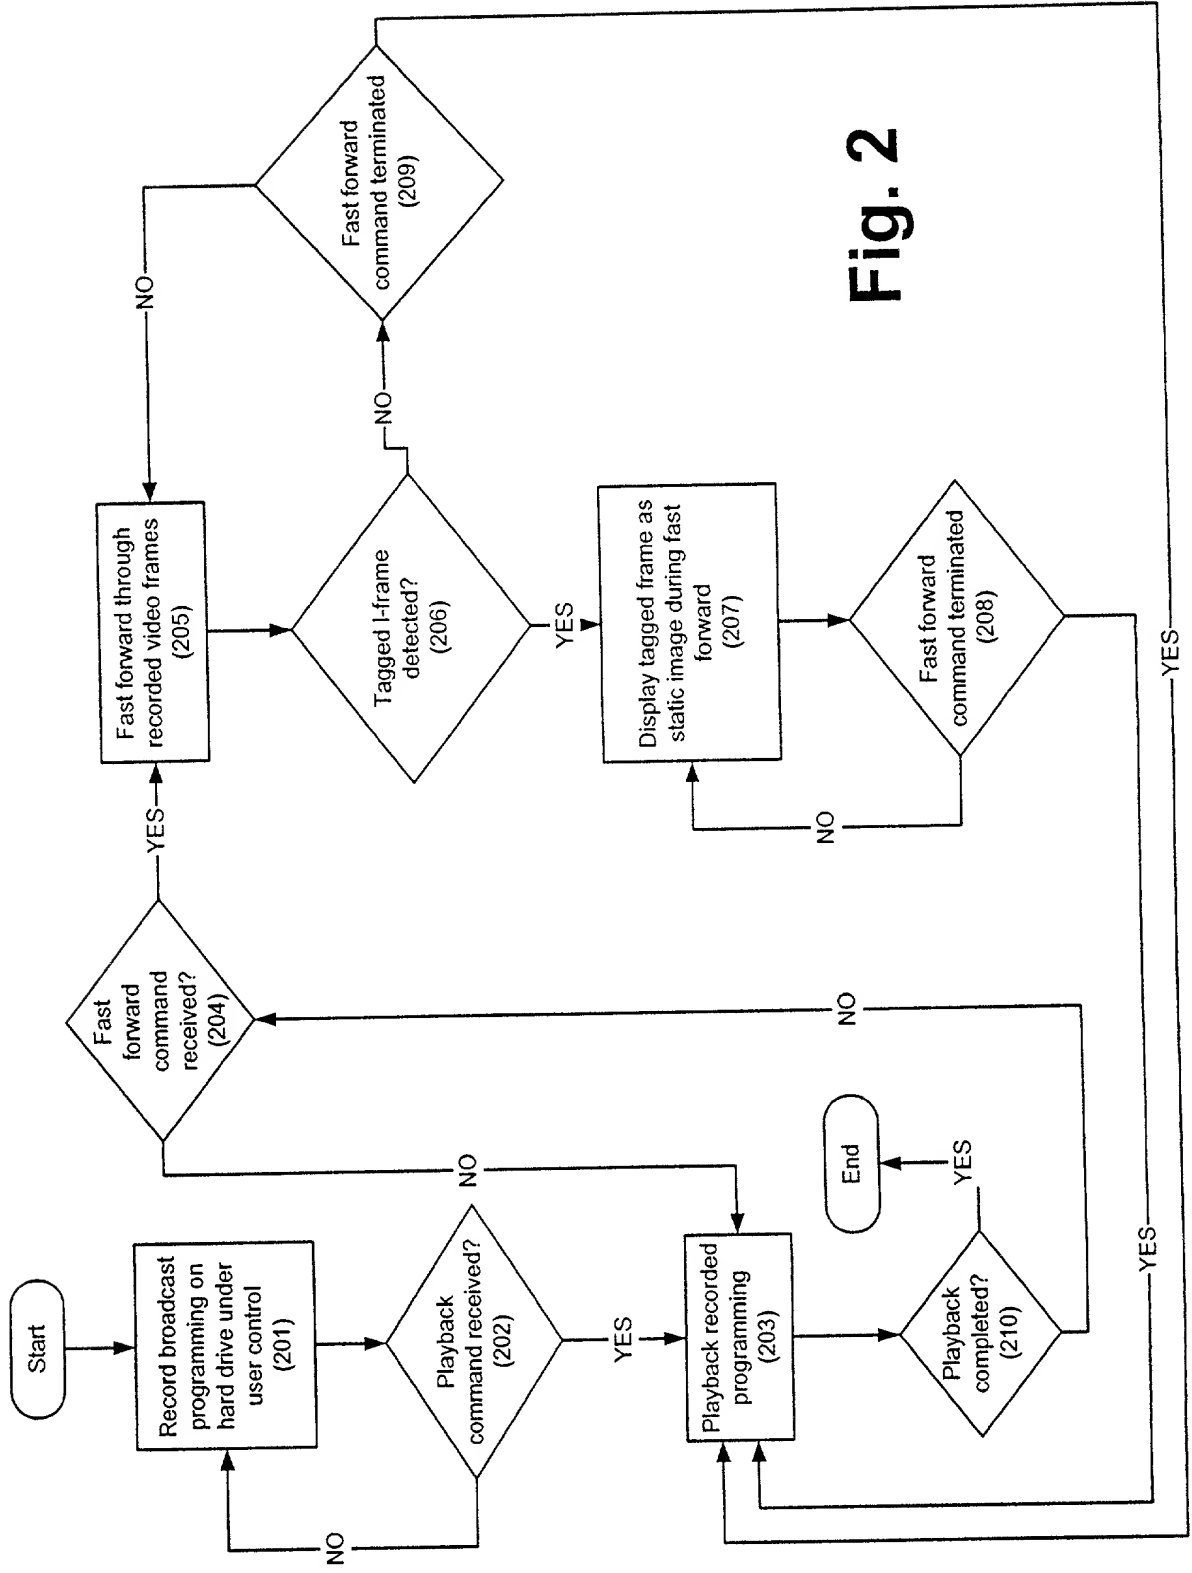 Start
Record broadcast
programming on
hard drive under
user control
(201)
NO
Playback
command received?
(202)
YES
Playback recorded
programming
(203)
Playback
completed?
(210)
YES
End
NO
Fast
forward
command
received?
(204)
NO
YES
Fast forward through
recorded video frames
(205)
Tagged I-frame
detected?
(206)
NO
YES
Display tagged frame as
static image during fast
forward
(207)
Fast forward
command terminated
(208)
NO
YES
Fast forward
command terminated
(209)
NO
YES
Fig. 2